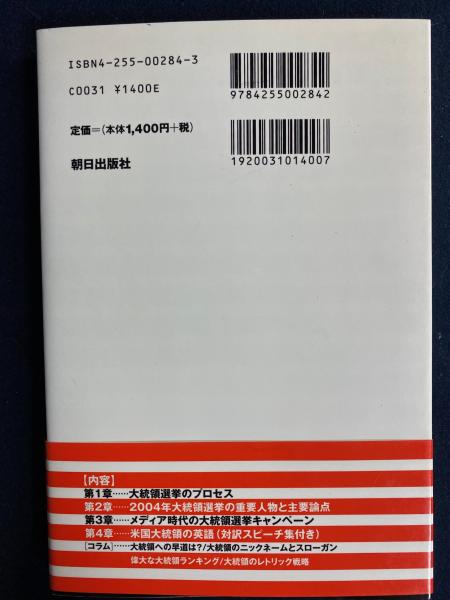 ISBN4-255-00284-3
C0031 ¥1400E
9784255002842
定価=(本体1,400円+税)
朝日出版社
1920031014007
【内容】
第1章……大統領選挙のプロセス
第2章……2004年大統領選挙の重要人物と主要論点
第3章……メディア時代の大統領選挙キャンペーン
第4章……米国大統領の英語(対訳スピーチ集付き)
[コラム]……大統領への早道は?/大統領のニックネームとスローガン
偉大な大統領ランキング/大統領のレトリック戦略